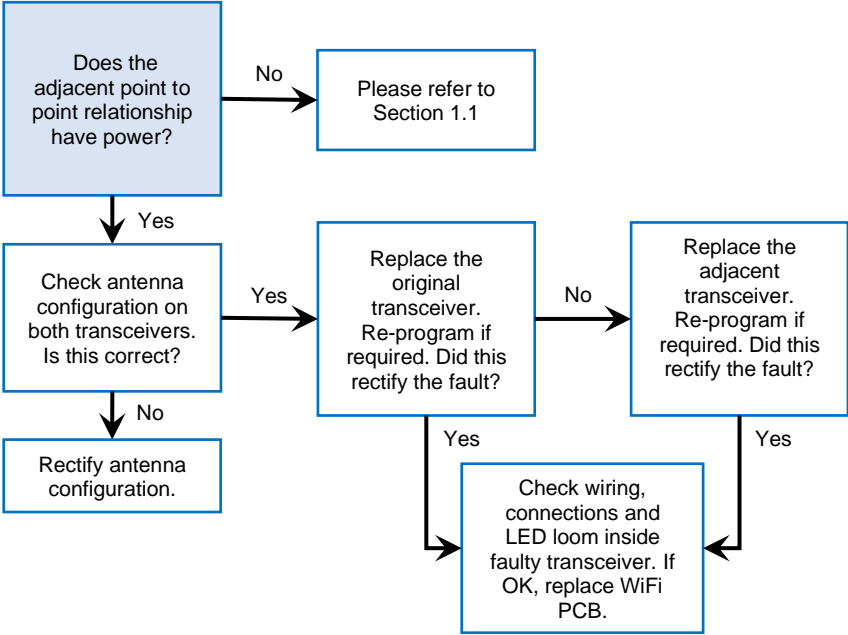 Does the
adjacent point to
point relationship
have power?
No
Please refer to
Section 1.1
Yes
Check antenna
configuration on
both transceivers.
Is this correct?
Yes
Replace the
original
transceiver.
Re-program if
required. Did this
rectify the fault?
No
Replace the
adjacent
transceiver.
Re-program if
required. Did this
rectify the fault?
No
Rectify antenna
configuration.
Yes
Yes
Check wiring,
connections and
LED loom inside
faulty transceiver. If
OK, replace WiFi
PCB.